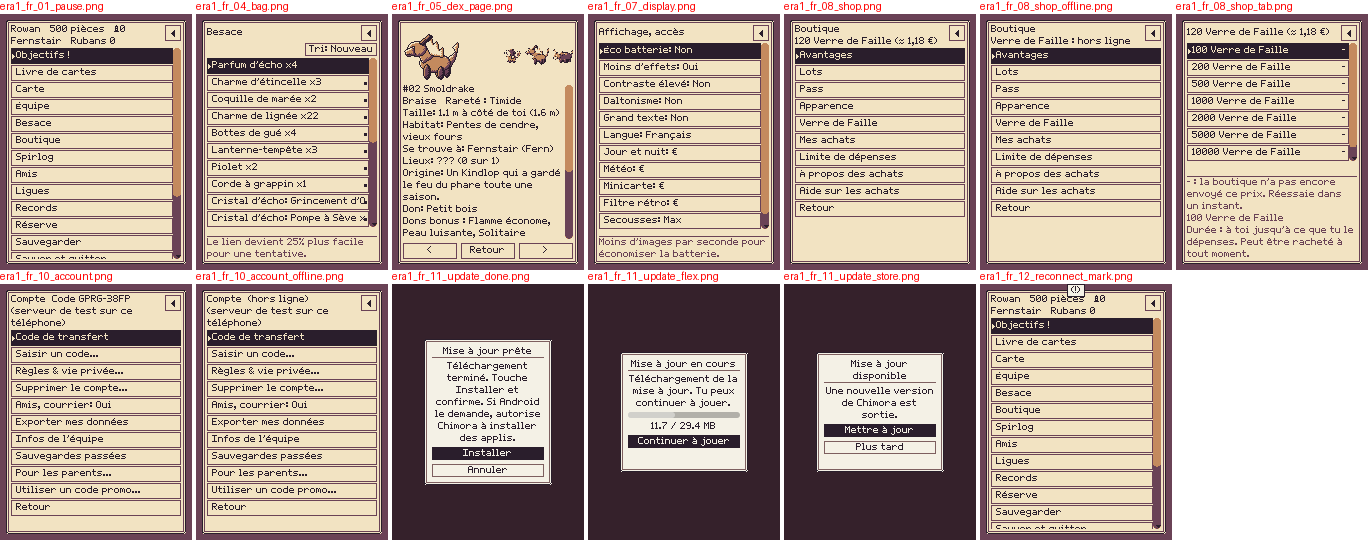 era1_fr_01_pause.png
Rowan 500 pièces 10
Fernstair Rubans 0
Objectifs !
Livre de cartes
Carte
Équipe
Besace
Boutique
Spirlog
Amis
Ligues
Records
Réserve
Sauvegarder
Sauver et quitter
era1_fr_04_bag.png
Besace
Tri: Nouveau
Parfum d'écho x4
Charme d'étincelle x3
Coquille de marée x2
Charme de lignée x22
Bottes de gué x4
Lanterne-tempête x3
Piolet x2
Corde à grappin x1
Cristal d'écho: Grincement d'O
Cristal d'écho: Pompe à Sève x
Le lien devient 25% plus facile
pour une tentative.
era1_fr_05_dex_page.png
#02 Smoldrake
Braise Rareté : Timide
Taille: 1.1 m à côté de toi (1.6 m)
Habitat: Pentes de cendre,
vieux fours
Se trouve à: Fernstair (Fern)
Lieux: ??? (0 sur 1)
Origine: Un Kindlop qui a gardé
le feu du phare toute une
saison.
Don: Petit bois
Dons bonus : Flamme économe,
Peau luisante, Solitaire
< Retour >
era1_fr_07_display.png
Affichage, accès
Éco batterie: Non
Moins d'effets: Oui
Contraste élevé: Non
Daltonisme: Non
Grand texte: Non
Langue: Français
Jour et nuit: €
Météo: €
Minicarte: €
Filtre rétro: €
Secousses: Max
Moins d'images par seconde pour
économiser la batterie.
era1_fr_08_shop.png
Boutique
120 Verre de Faille (≈ 1,18 €)
Avantages
Lots
Pass
Apparence
Verre de Faille
Mes achats
Limite de dépenses
À propos des achats
Aide sur les achats
Retour
era1_fr_08_shop_offline.png
Boutique
Verre de Faille : hors ligne
Avantages
Lots
Pass
Apparence
Verre de Faille
Mes achats
Limite de dépenses
À propos des achats
Aide sur les achats
Retour
era1_fr_08_shop_tab.png
120 Verre de Faille (≈ 1,18 €)
100 Verre de Faille -
200 Verre de Faille -
500 Verre de Faille -
1000 Verre de Faille -
2000 Verre de Faille -
5000 Verre de Faille -
10000 Verre de Faille -
- : la boutique n'a pas encore
envoyé ce prix. Réessaie dans
un instant.
100 Verre de Faille
Durée : à toi jusqu'à ce que tu le
dépenses. Peut être racheté à
tout moment.
era1_fr_10_account.png
Compte Code GPRG-38FP
(serveur de test sur ce
téléphone)
Code de transfert
Saisir un code...
Règles & vie privée...
Supprimer le compte...
Amis, courrier: Oui
Exporter mes données
Infos de l'équipe
Sauvegardes passées
Pour les parents...
Utiliser un code promo...
Retour
era1_fr_10_account_offline.png
Compte (hors ligne)
(serveur de test sur ce
téléphone)
Code de transfert
Saisir un code...
Règles & vie privée...
Supprimer le compte...
Amis, courrier: Oui
Exporter mes données
Infos de l'équipe
Sauvegardes passées
Pour les parents...
Utiliser un code promo...
Retour
era1_fr_11_update_done.png
Mise à jour prête
Téléchargement
terminé. Touche
Installer et
confirme. Si Android
le demande, autorise
Chimora à installer
des applis.
Installer
Annuler
era1_fr_11_update_flex.png
Mise à jour en cours
Téléchargement de la
mise à jour. Tu peux
continuer à jouer.
11.7 / 29.4 MB
Continuer à jouer
era1_fr_11_update_store.png
Mise à jour
disponible
Une nouvelle version
de Chimora est
sortie.
Mettre à jour
Plus tard
era1_fr_12_reconnect_mark.png
(!)
Rowan 500 pièces 10
Fernstair Rubans 0
Objectifs !
Livre de cartes
Carte
Équipe
Besace
Boutique
Spirlog
Amis
Ligues
Records
Réserve
Sauvegarder
Sauver et quitter